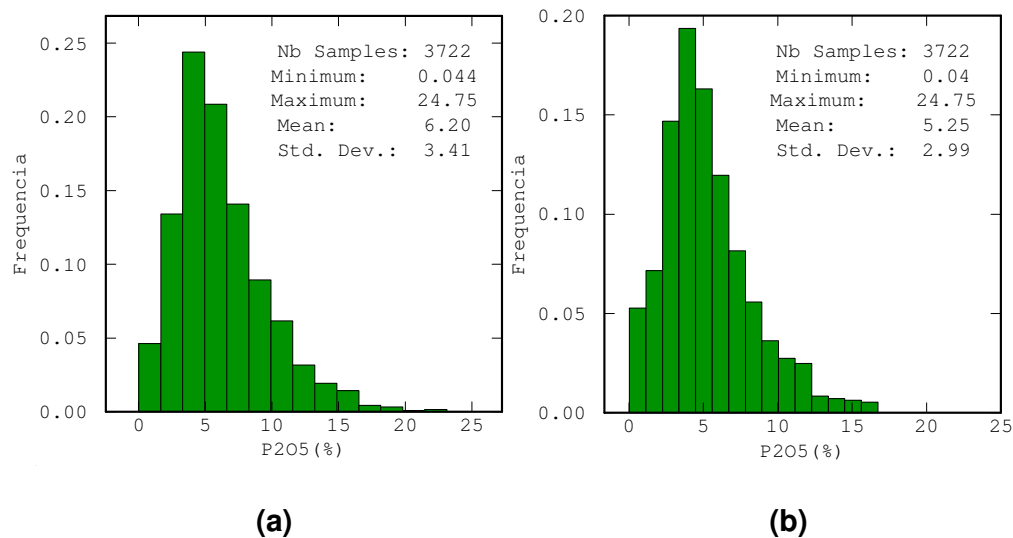 0.25
0.20
0.15
0.10
0.05
0.00
Frequencia
Nb Samples: 3722
Minimum: 0.044
Maximum: 24.75
Mean: 6.20
Std. Dev.: 3.41
0 5 10 15 20 25
P2O5(%)
(a)
0.20
0.15
0.10
0.05
0.00
Frequencia
Nb Samples: 3722
Minimum: 0.04
Maximum: 24.75
Mean: 5.25
Std. Dev.: 2.99
0 5 10 15 20 25
P2O5(%)
(b)